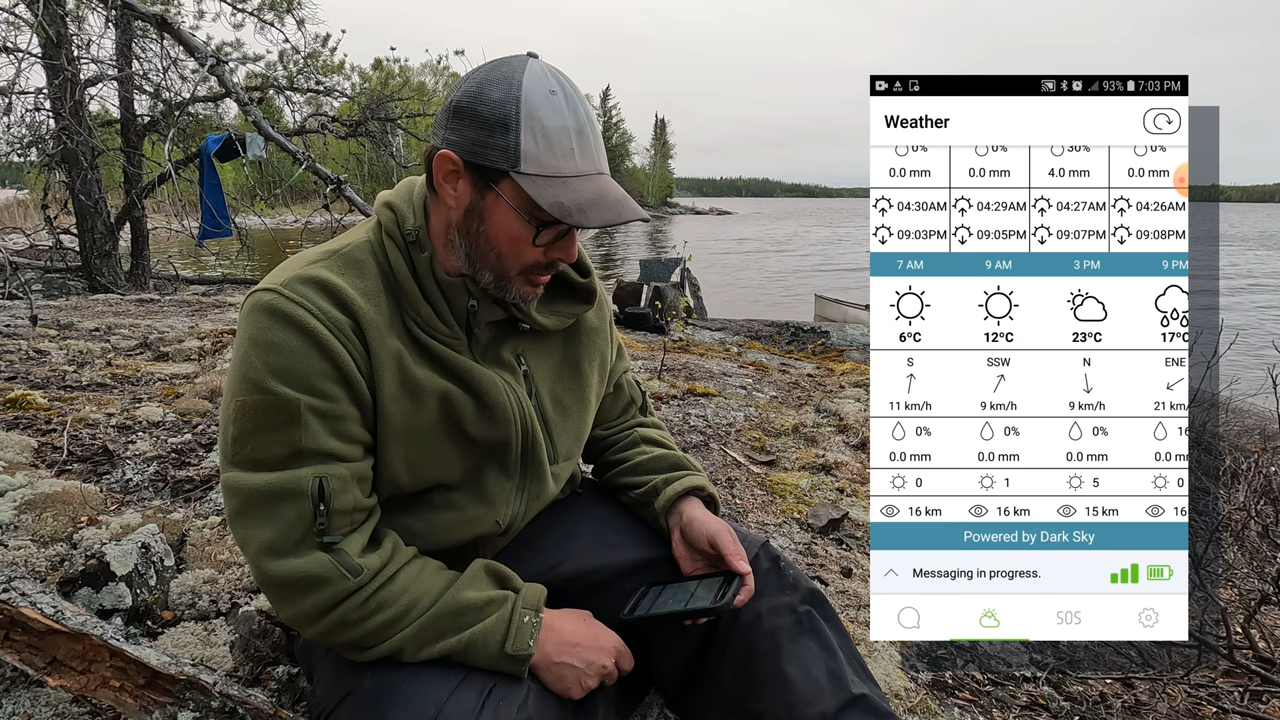 93% 7:03 PM
Weather
0% 0% 30% 0%
0.0 mm 0.0 mm 4.0 mm 0.0 mm
04:30AM 04:29AM 04:27AM 04:26AM
09:03PM 09:05PM 09:07PM 09:08PM
7 AM 9 AM 3 PM 9 PM
6°C 12°C 23°C 17°C
S SSW N ENE
11 km/h 9 km/h 9 km/h 21 km/
0% 0% 0% 16
0.0 mm 0.0 mm 0.0 mm 0.0 m
0 1 5 0
16 km 16 km 15 km 16
Powered by Dark Sky
Messaging in progress.
SOS